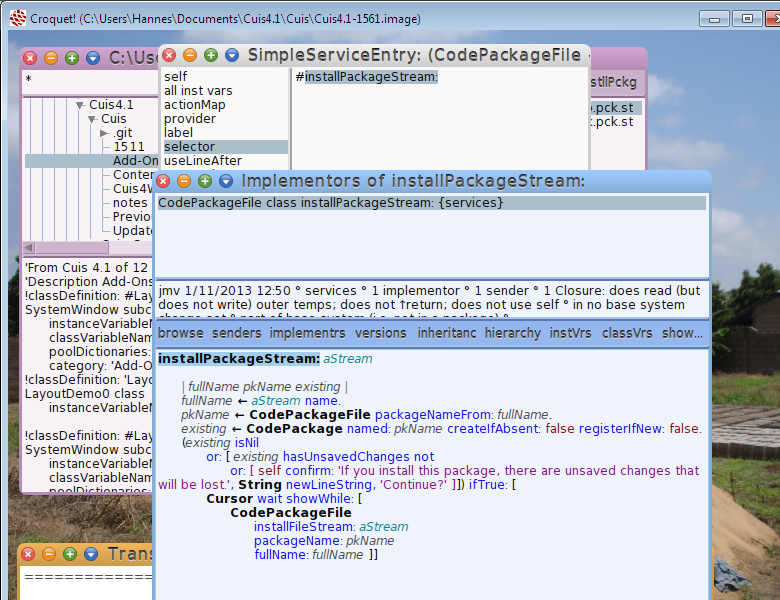 Croquet! (C:\Users\Hannes\Documents\Cuis4.1\Cuis\Cuis4.1-1561.image)
C:\Use
*
Cuis4.1
Cuis
.git
1511
Add-On
Conten
Cuis4W
notes
Previo
Update
'From Cuis 4.1 of 12
'Description Add-Ons
!classDefinition: #Lay
SystemWindow subc
instanceVariableN
classVariableNam
poolDictionaries:
category: 'Add-O
!classDefinition: 'Layo
LayoutDemo0 class
instanceVariableN
!classDefinition: #Lay
SystemWindow subc
instanceVariableN
classVariableNam
poolDictionaries:
SimpleServiceEntry: (CodePackageFile -
self
all inst vars
actionMap
provider
label
selector
useLineAfter
#installPackageStream:
stllPckg
.pck.st
.pck.st
Implementors of installPackageStream:
CodePackageFile class installPackageStream: {services}
jmv 1/11/2013 12:50 ° services ° 1 implementor ° 1 sender ° 1 Closure: does read (but
does not write) outer temps; does not ↑return; does not use self ° in no base system
browse senders implementrs versions inheritanc hierarchy instVrs classVrs show...
installPackageStream: aStream
| fullName pkName existing |
fullName ← aStream name.
pkName ← CodePackageFile packageNameFrom: fullName.
existing ← CodePackage named: pkName createIfAbsent: false registerIfNew: false.
(existing isNil
or: [ existing hasUnsavedChanges not
or: [ self confirm: 'If you install this package, there are unsaved changes that
will be lost.', String newLineString, 'Continue?' ]]) ifTrue: [
Cursor wait showWhile: [
CodePackageFile
installFileStream: aStream
packageName: pkName
fullName: fullName ]]
Trans
==============